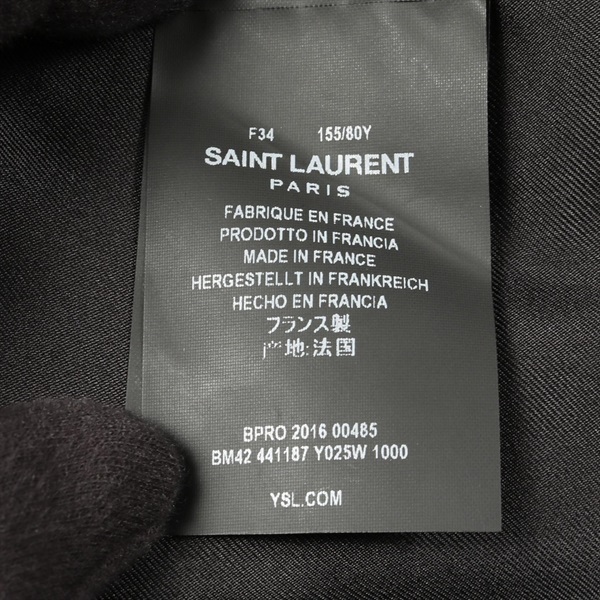 F34 155/80Y
SAINT LAURENT
PARIS
FABRIQUE EN FRANCE
PRODOTTO IN FRANCIA
MADE IN FRANCE
HERGESTELLT IN FRANKREICH
HECHO EN FRANCIA
フランス製
产地:法国
BPRO 2016 00485
BM42 441187 Y025W 1000
YSL.COM